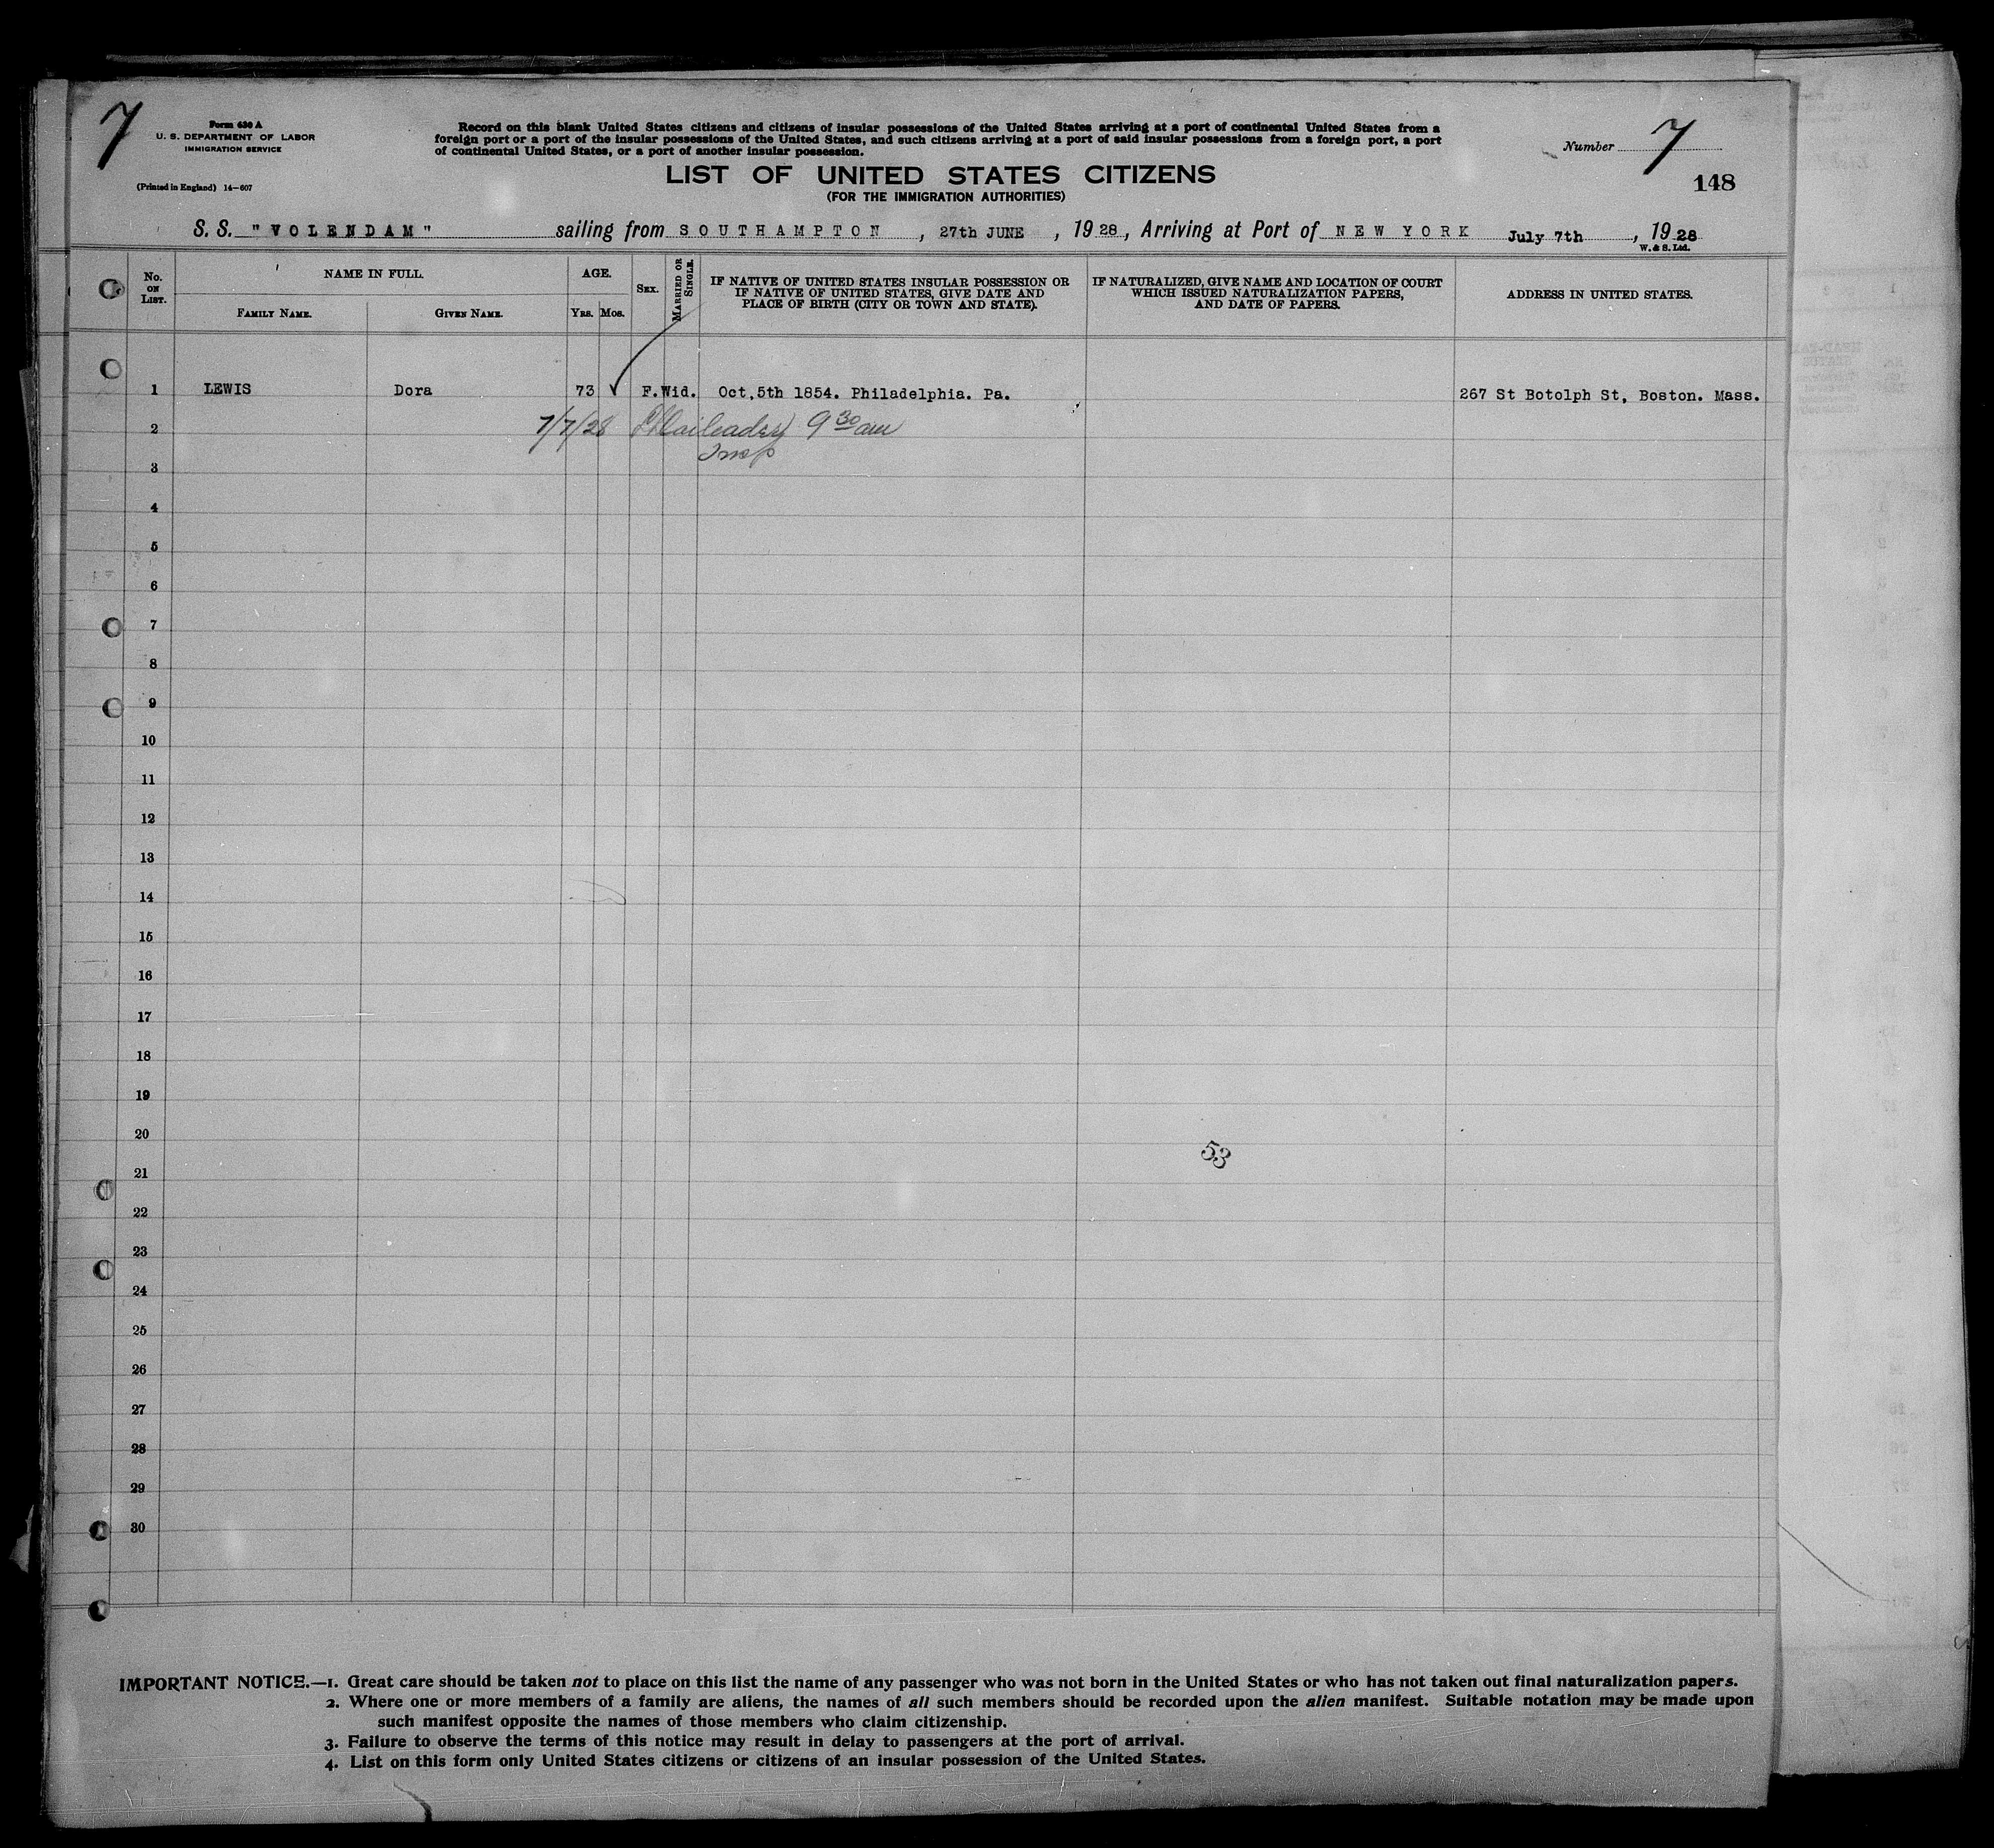 7
Form 630 A
U. S. DEPARTMENT OF LABOR
IMMIGRATION SERVICE
(Printed in England) 14—607
Record on this blank United States citizens and citizens of insular possessions of the United States arriving at a port of continental United States from a
foreign port or a port of the insular possessions of the United States, and such citizens arriving at a port of said insular possessions from a foreign port, a port
of continental United States, or a port of another insular possession.
Number 7
LIST OF UNITED STATES CITIZENS
148
(FOR THE IMMIGRATION AUTHORITIES)
S. S. "VOLENDAM" sailing from SOUTHAMPTON, 27th JUNE, 1928, Arriving at Port of NEW YORK July 7th, 1928
W. & S. Ltd.
No. ON LIST.
NAME IN FULL.
FAMILY NAME.
GIVEN NAME.
AGE.
YRS. MOS.
SEX.
MARRIED OR SINGLE.
IF NATIVE OF UNITED STATES INSULAR POSSESSION OR
IF NATIVE OF UNITED STATES, GIVE DATE AND
PLACE OF BIRTH (CITY OR TOWN AND STATE).
IF NATURALIZED, GIVE NAME AND LOCATION OF COURT
WHICH ISSUED NATURALIZATION PAPERS,
AND DATE OF PAPERS.
ADDRESS IN UNITED STATES.
1 LEWIS Dora 73 F. Wid. Oct,5th 1854. Philadelphia. Pa. 267 St Botolph St, Boston. Mass.
2 7/7/28 9 30 am
Insp
3
4
5
6
7
8
9
10
11
12
13
14
15
16
17
18
19
20
53
21
22
23
24
25
26
27
28
29
30
IMPORTANT NOTICE.—1. Great care should be taken not to place on this list the name of any passenger who was not born in the United States or who has not taken out final naturalization papers.
2. Where one or more members of a family are aliens, the names of all such members should be recorded upon the alien manifest. Suitable notation may be made upon
such manifest opposite the names of those members who claim citizenship.
3. Failure to observe the terms of this notice may result in delay to passengers at the port of arrival.
4. List on this form only United States citizens or citizens of an insular possession of the United States.